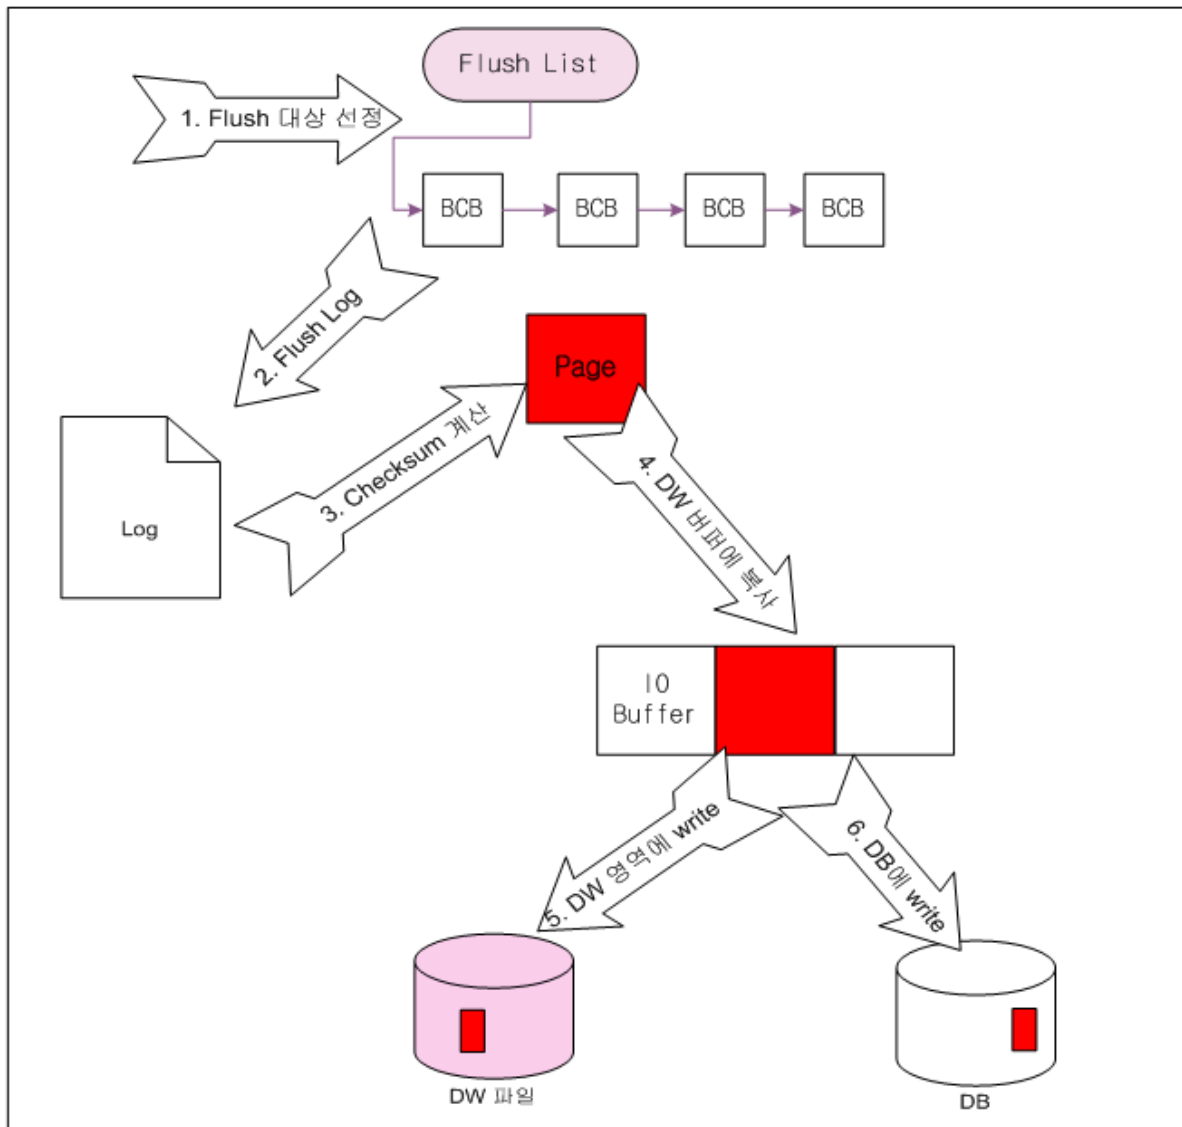 Flush List
1. Flush 대상 선정
BCB
BCB
BCB
BCB
2. Flush Log
Page
3. Checksum 계산
4. DW 버퍼에 복사
Log
IO
Buffer
5. DW 영역에 write
6. DB에 write
DW 파일
DB